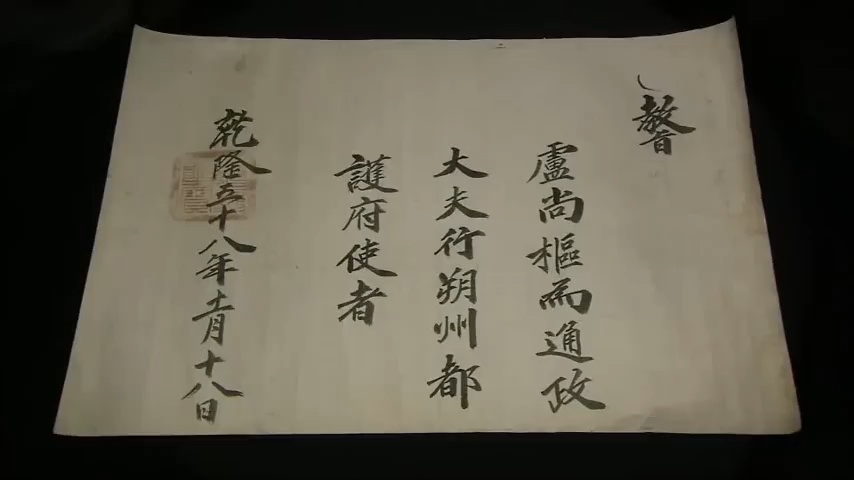 敎旨
盧尚樞爲通政
大夫行朔州都
護府使者
乾隆五十八年十一月十八日